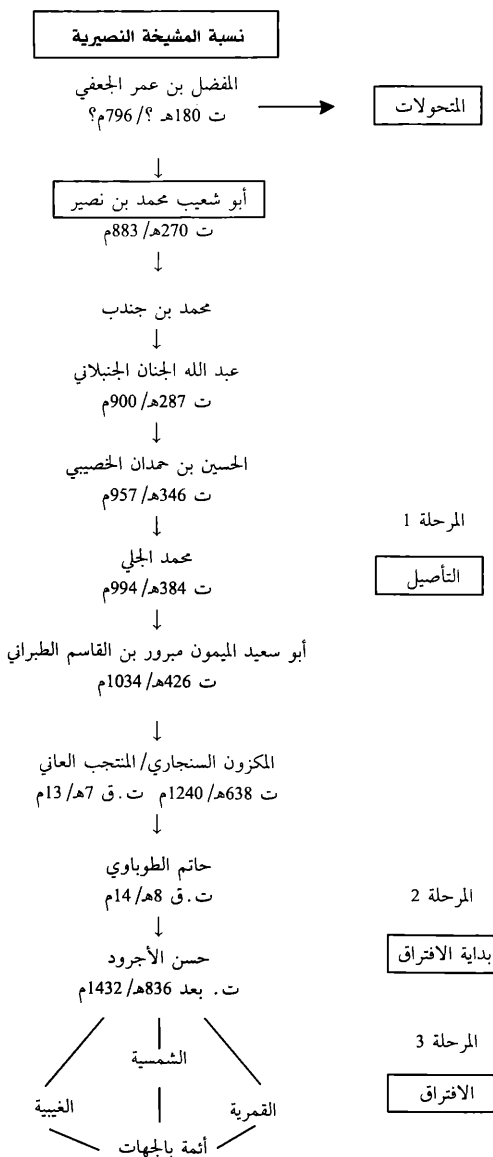 نسبة المشيخة النصيرية
المفضل بن عمر الجعفي
ت 180هـ ؟/796م؟
المتحولات
أبو شعيب محمد بن نصير
ت 270هـ/883م
محمد بن جندب
عبد الله الجنان الجنبلاني
ت 287هـ/900م
الحسين بن حمدان الخصيبي
ت 346هـ/957م
المرحلة 1
محمد الجلي
ت 384هـ/994م
التأصيل
أبو سعيد الميمون مبرور بن القاسم الطبراني
ت 426هـ/1034م
المكزون السنجاري/المنتجب العاني
ت 638هـ/1240م ت.ق 7هـ/13م
حاتم الطوباوي
ت.ق 8هـ/14م
المرحلة 2
حسن الأجرود
ت. بعد 836هـ/1432م
بداية الافتراق
المرحلة 3
الشمسية
الافتراق
الغيبية
القمرية
أئمة بالجهات